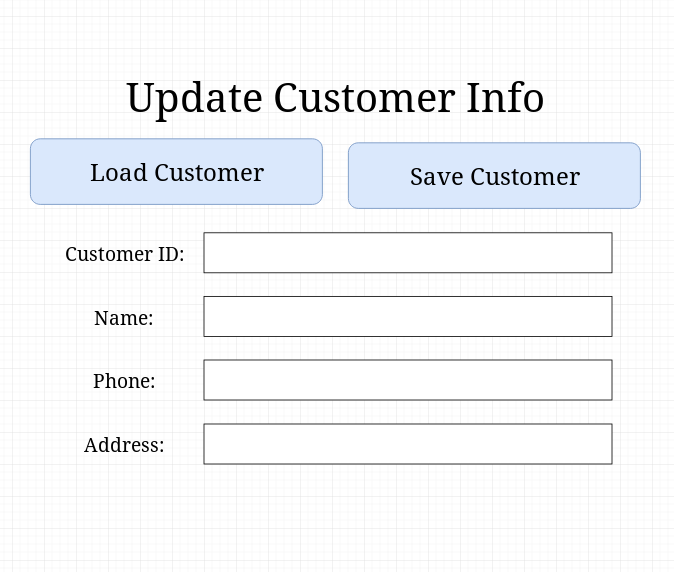 Update Customer Info
Load Customer
Save Customer
Customer ID:
Name:
Phone:
Address: